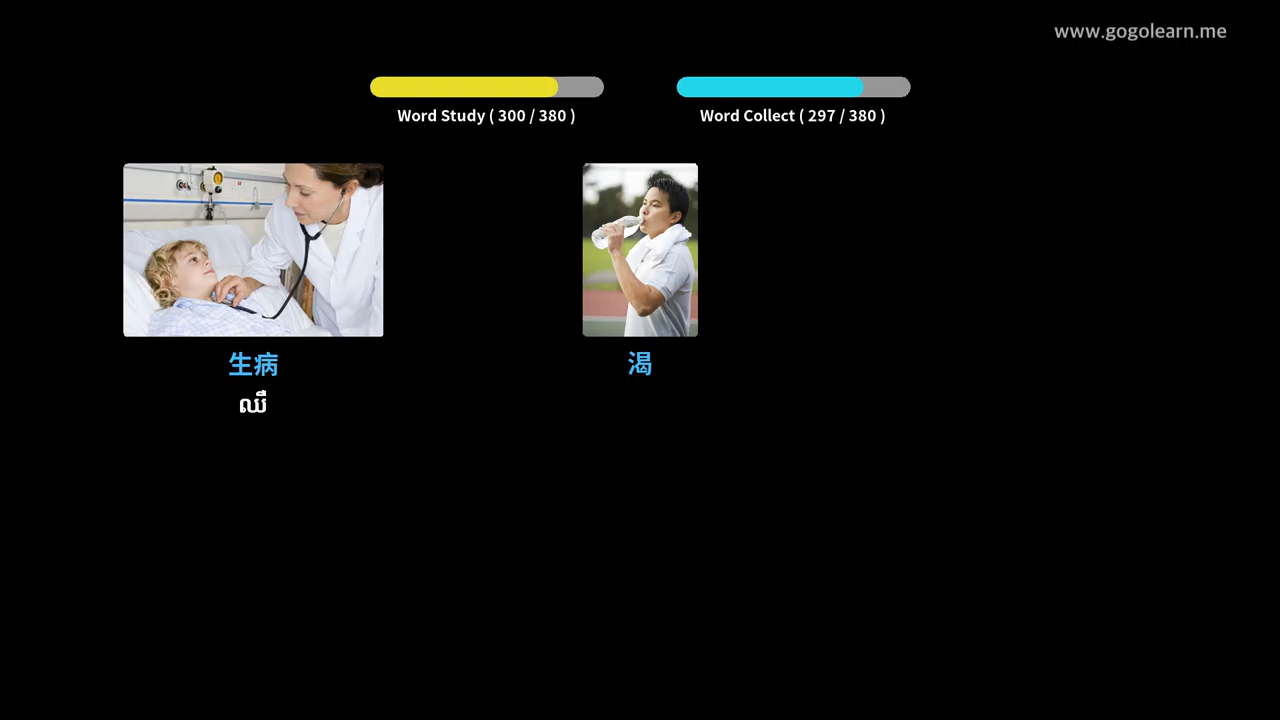 www.gogolearn.me
Word Study ( 300 / 380 )
Word Collect ( 297 / 380 )
生病
渴
ឈឺ